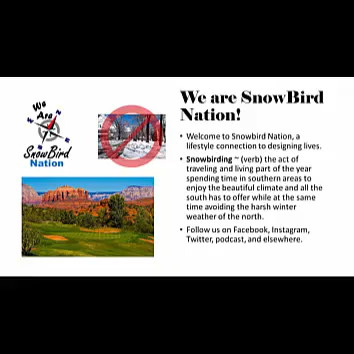 We
Are
SnowBird
Nation
We are SnowBird
Nation!
• Welcome to Snowbird Nation, a
lifestyle connection to designing lives.
• Snowbirding ~ (verb) the act of
traveling and living part of the year
spending time in southern areas to
enjoy the beautiful climate and all the
south has to offer while at the same
time avoiding the harsh winter
weather of the north.
• Follow us on Facebook, Instagram,
Twitter, podcast, and elsewhere.